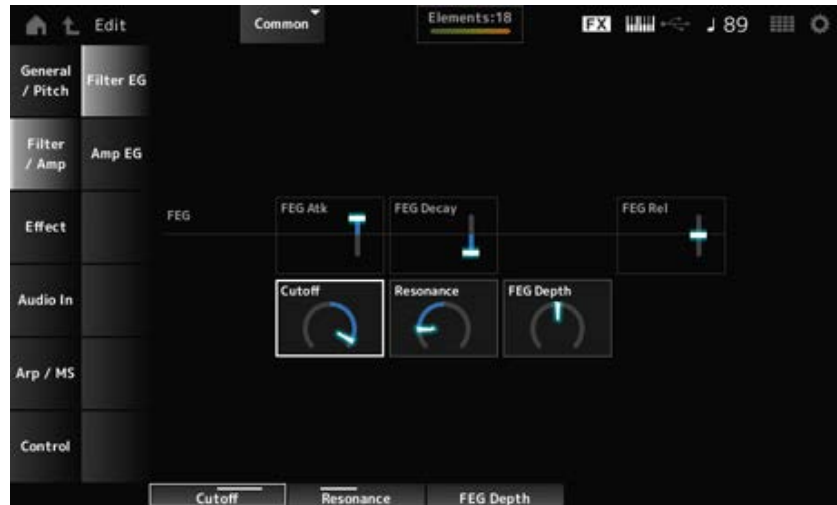 Edit
Common
Elements:18
FX
♩ 89
General
/ Pitch
Filter EG
Filter
/ Amp
Amp EG
Effect
Audio In
Arp / MS
Control
FEG
FEG Atk
FEG Decay
FEG Rel
Cutoff
Resonance
FEG Depth
Cutoff
Resonance
FEG Depth